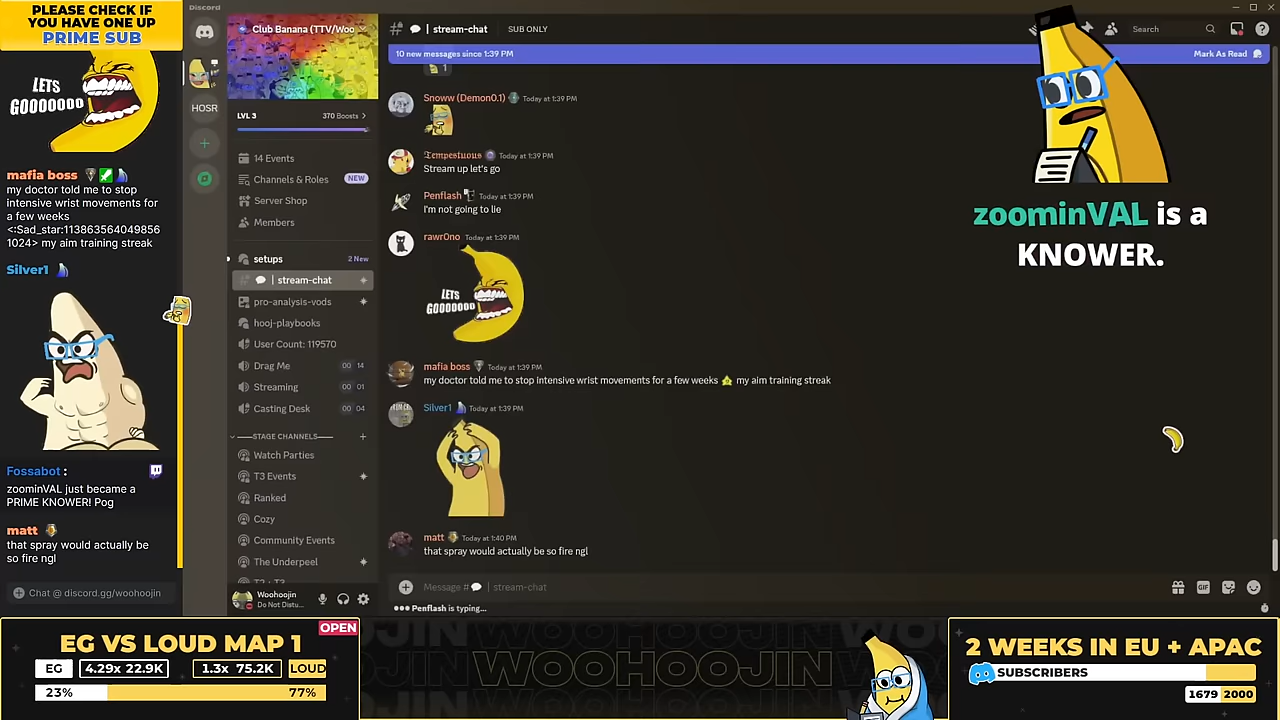 PLEASE CHECK IF
YOU HAVE ONE UP
PRIME SUB
LETS
GOOOOOOO
mafia boss
my doctor told me to stop
intensive wrist movements for
a few weeks
<:Sad_star:113863564049856
1024> my aim training streak
Silver1
Fossabot :
zoominVAL just became a
PRIME KNOWER! Pog
matt
that spray would actually be
so fire ngl
Chat @ discord.gg/woohoojin
Discord
HOSR
Club Banana (TTV/Woo
LVL 3
370 Boosts >
14 Events
Channels & Roles
NEW
Server Shop
Members
setups
2 New
| stream-chat
pro-analysis-vods
hooj-playbooks
User Count: 119570
Drag Me
00 14
Streaming
00 01
Casting Desk
00 04
STAGE CHANNELS
Watch Parties
T3 Events
Ranked
Cozy
Community Events
The Underpeel
T2 + T3
Woohoojin
Do Not Distu...
| stream-chat
SUB ONLY
Search
10 new messages since 1:39 PM
Mark As Read
1
Snoww (Demon0.1) Today at 1:39 PM
Tempestuous Today at 1:39 PM
Stream up let's go
Penflash Today at 1:39 PM
I'm not going to lie
rawrOno Today at 1:39 PM
LETS
GOOOOOOO
mafia boss Today at 1:39 PM
my doctor told me to stop intensive wrist movements for a few weeks my aim training streak
Silver1 Today at 1:39 PM
matt Today at 1:40 PM
that spray would actually be so fire ngl
Message # | stream-chat
GIF
Penflash is typing...
zoominVAL is a
KNOWER.
EG VS LOUD MAP 1
OPEN
EG
4.29x 22.9K
1.3x 75.2K
LOUD
23%
77%
WOOHOOJIN
2 WEEKS IN EU + APAC
SUBSCRIBERS
1679 2000